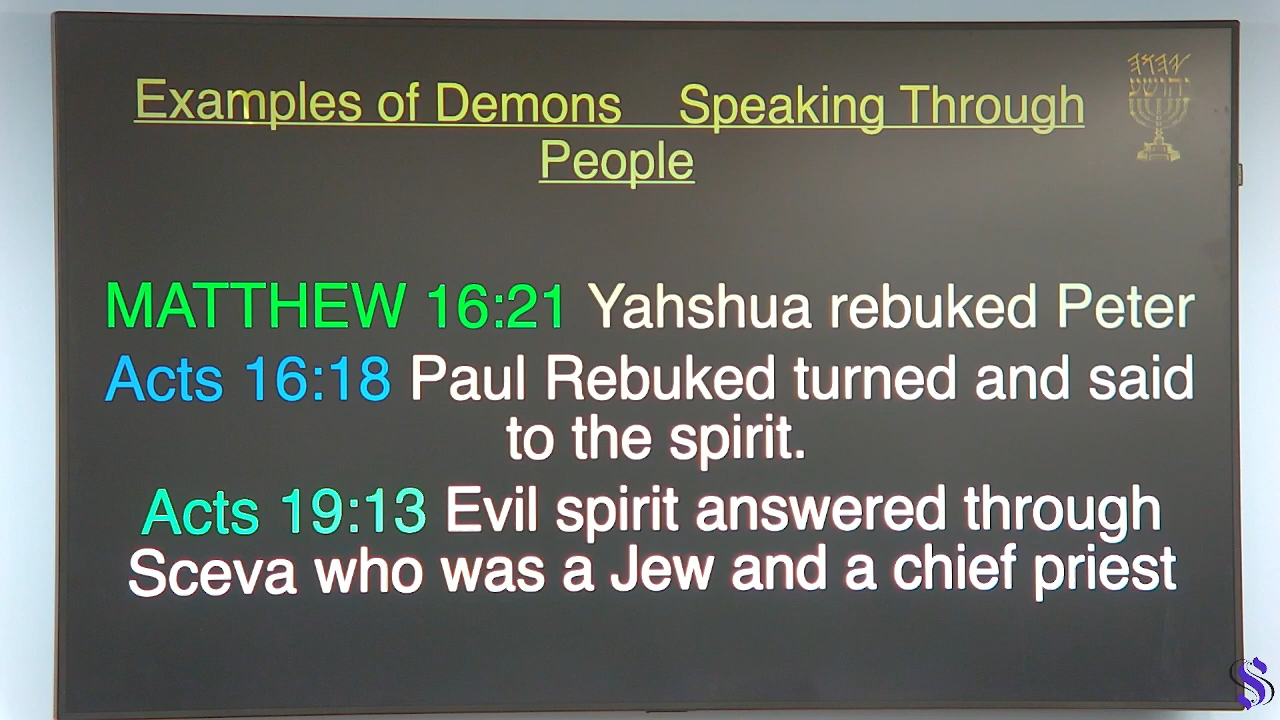 Examples of Demons Speaking Through
People
MATTHEW 16:21 Yahshua rebuked Peter
Acts 16:18 Paul Rebuked turned and said
to the spirit.
Acts 19:13 Evil spirit answered through
Sceva who was a Jew and a chief priest
יהושע
S